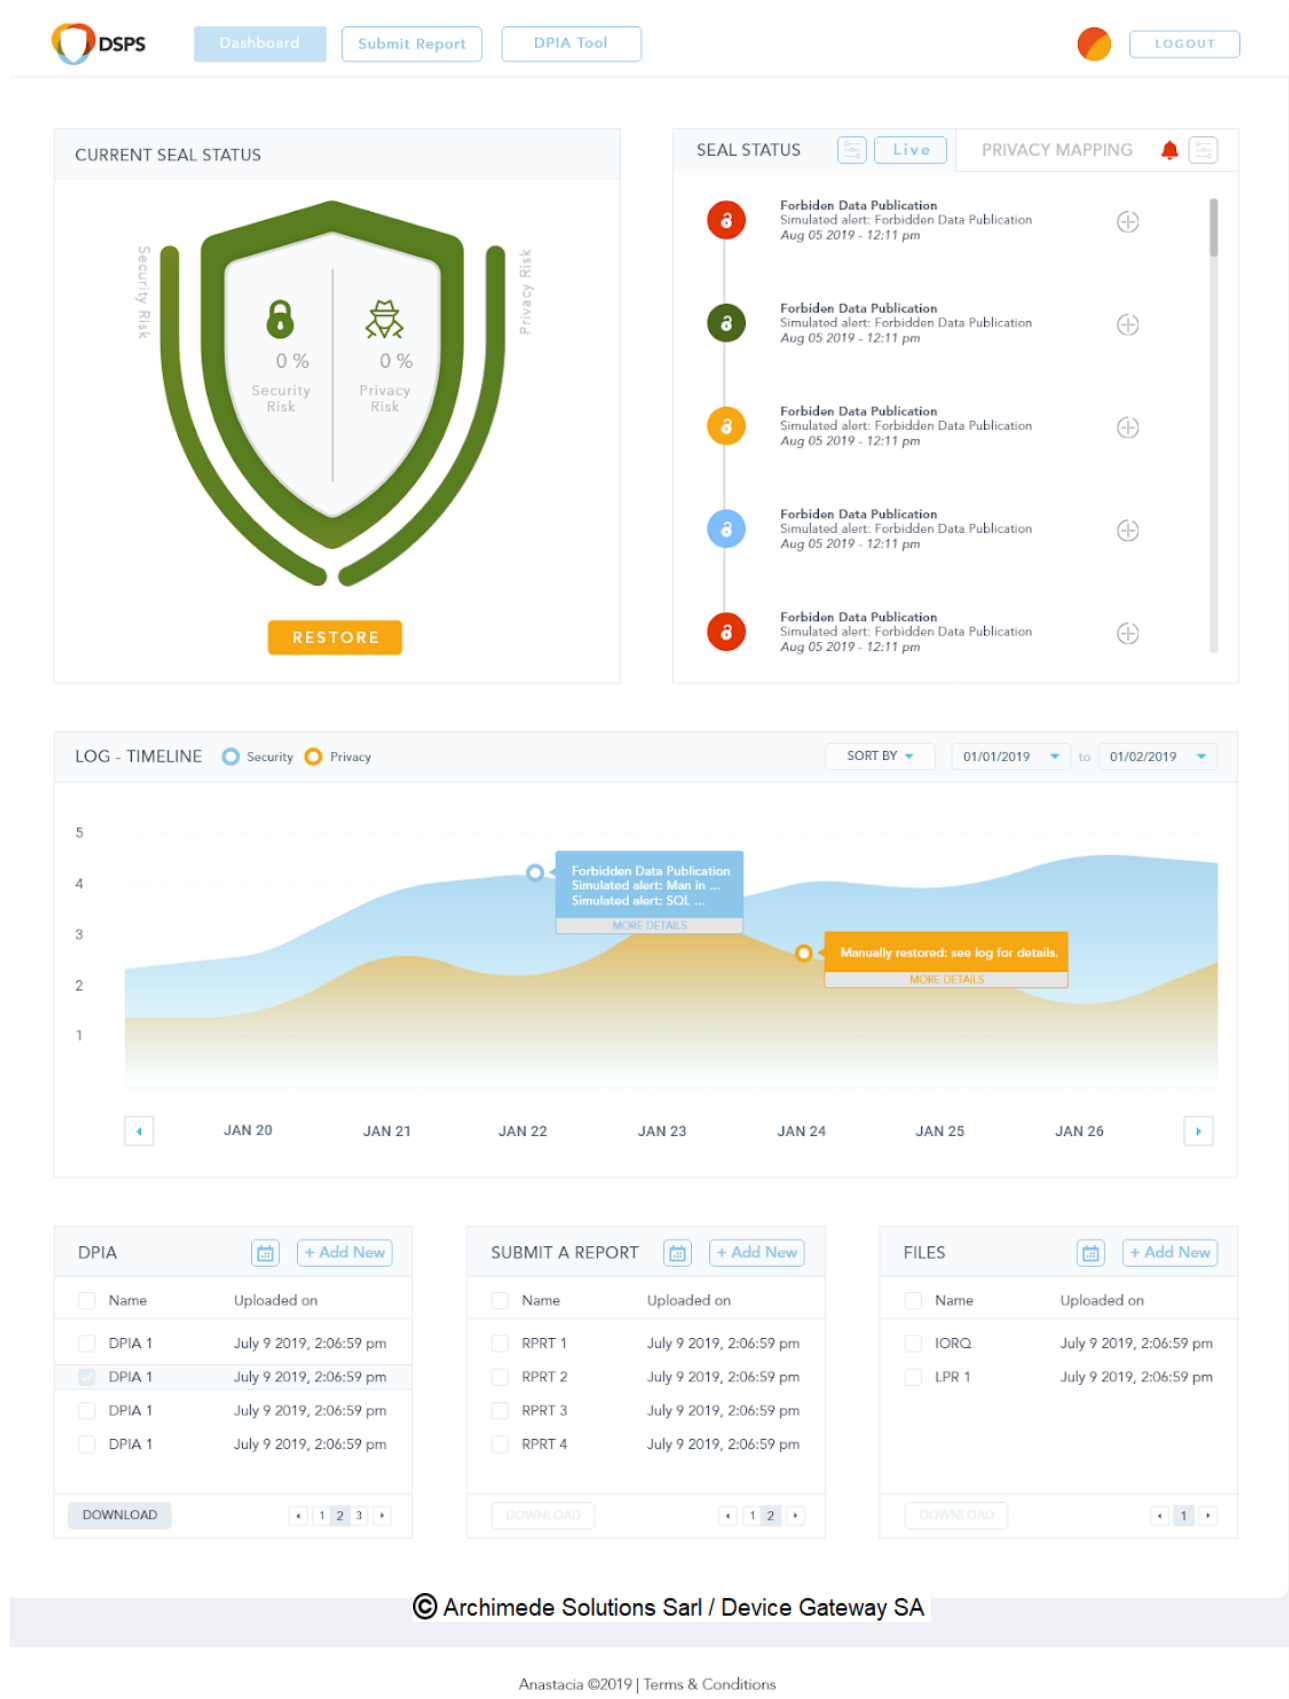 DSPS
Dashboard
Submit Report
DPIA Tool
LOGOUT
CURRENT SEAL STATUS
Security Risk
Privacy Risk
0 %
Security
Risk
0 %
Privacy
Risk
RESTORE
SEAL STATUS
Live
PRIVACY MAPPING
Forbiden Data Publication
Simulated alert: Forbidden Data Publication
Aug 05 2019 - 12:11 pm
Forbiden Data Publication
Simulated alert: Forbidden Data Publication
Aug 05 2019 - 12:11 pm
Forbiden Data Publication
Simulated alert: Forbidden Data Publication
Aug 05 2019 - 12:11 pm
Forbiden Data Publication
Simulated alert: Forbidden Data Publication
Aug 05 2019 - 12:11 pm
Forbiden Data Publication
Simulated alert: Forbidden Data Publication
Aug 05 2019 - 12:11 pm
LOG - TIMELINE
Security
Privacy
SORT BY
01/01/2019 to 01/02/2019
5
4
3
2
1
Forbidden Data Publication
Simulated alert: Man in ...
Simulated alert: SQL ...
MORE DETAILS
Manually restored: see log for details.
MORE DETAILS
JAN 20 JAN 21 JAN 22 JAN 23 JAN 24 JAN 25 JAN 26
DPIA
+ Add New
Name Uploaded on
DPIA 1 July 9 2019, 2:06:59 pm
DPIA 1 July 9 2019, 2:06:59 pm
DPIA 1 July 9 2019, 2:06:59 pm
DPIA 1 July 9 2019, 2:06:59 pm
DOWNLOAD
1 2 3
SUBMIT A REPORT
+ Add New
Name Uploaded on
RPRT 1 July 9 2019, 2:06:59 pm
RPRT 2 July 9 2019, 2:06:59 pm
RPRT 3 July 9 2019, 2:06:59 pm
RPRT 4 July 9 2019, 2:06:59 pm
DOWNLOAD
1 2
FILES
+ Add New
Name Uploaded on
IORQ July 9 2019, 2:06:59 pm
LPR 1 July 9 2019, 2:06:59 pm
DOWNLOAD
1
© Archimede Solutions Sarl / Device Gateway SA
Anastacia ©2019 | Terms & Conditions